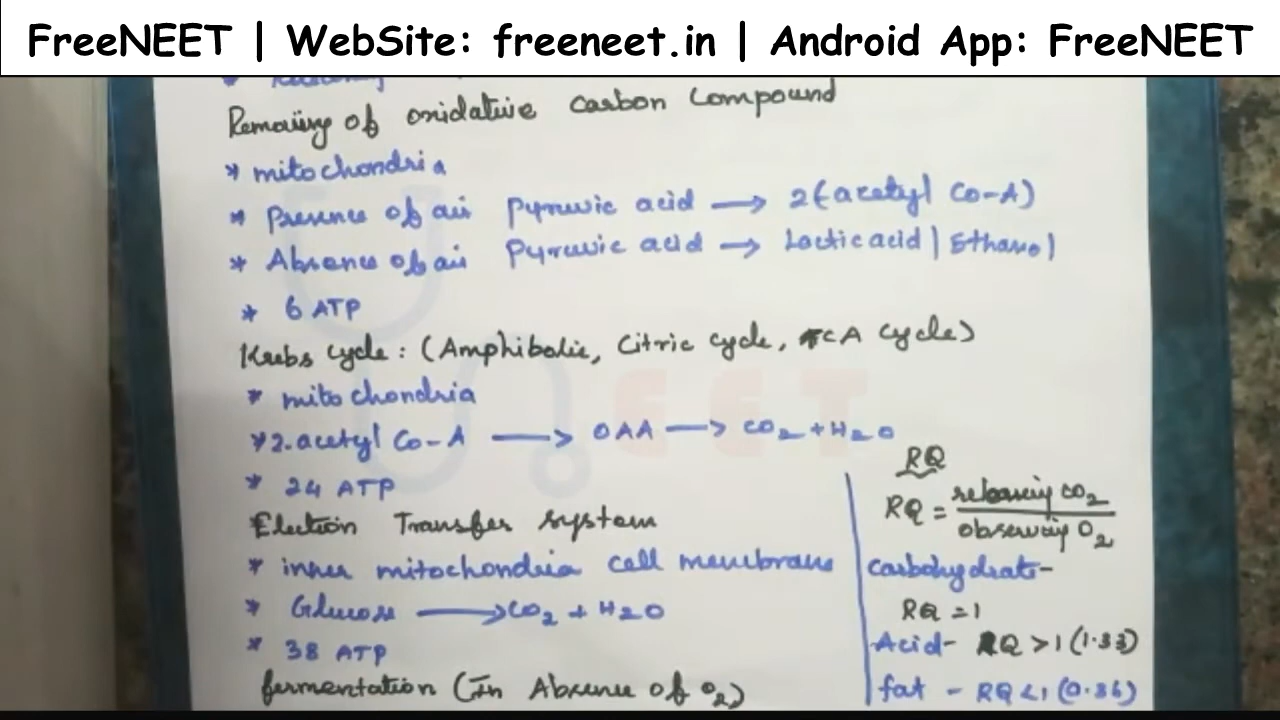 FreeNEET | WebSite: freeneet.in | Android App: FreeNEET
Removing of oxidative carbon compound
* mitochondria
* Presence of air Pyruvic acid → 2(acetyl Co-A)
* Absence of air Pyruvic acid → Lactic acid | Ethanol
* 6 ATP
Krebs cycle: (Amphibolic, Citric cycle, TCA cycle)
* mitochondria
* 2.acetyl Co-A → OAA → CO2 + H2O
* 24 ATP
Electron Transfer system
* inner mitochondria cell membrane
* Glucose → CO2 + H2O
* 38 ATP
fermentation (In Absence of O2)
RQ
RQ = releasing CO2
observing O2
carbohydrate-
RQ = 1
Acid- RQ > 1 (1.33)
fat - RQ < 1 (0.36)
EET